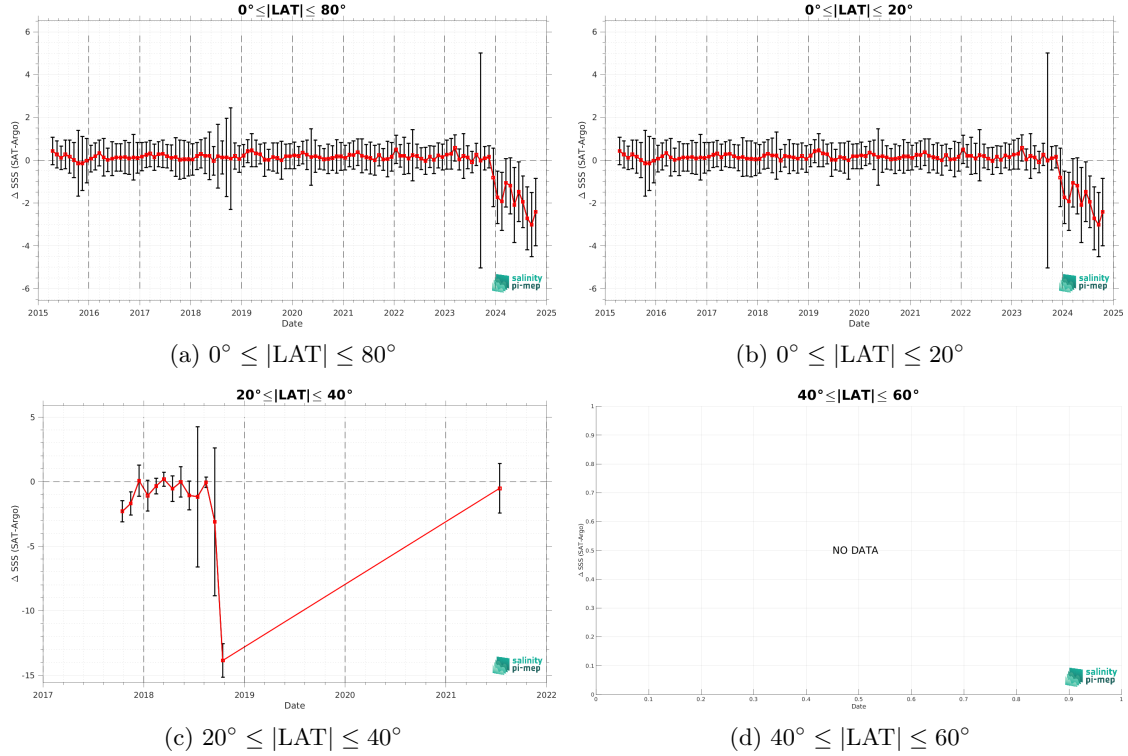 0°≤|LAT|≤ 80°
Δ SSS (SAT-Argo)
6
4
2
0
-2
-4
-6
2015 2016 2017 2018 2019 2020 2021 2022 2023 2024 2025
Date
salinity
pi-mep
(a) 0° ≤ |LAT| ≤ 80°
0°≤|LAT|≤ 20°
Δ SSS (SAT-Argo)
6
4
2
0
-2
-4
-6
2015 2016 2017 2018 2019 2020 2021 2022 2023 2024 2025
Date
salinity
pi-mep
(b) 0° ≤ |LAT| ≤ 20°
20°≤|LAT|≤ 40°
Δ SSS (SAT-Argo)
5
0
-5
-10
-15
2017 2018 2019 2020 2021 2022
Date
salinity
pi-mep
(c) 20° ≤ |LAT| ≤ 40°
40°≤|LAT|≤ 60°
Δ SSS (SAT-Argo)
1
0.9
0.8
0.7
0.6
0.5
0.4
0.3
0.2
0.1
0
NO DATA
0 0.1 0.2 0.3 0.4 0.5 0.6 0.7 0.8 0.9 1
Date
salinity
pi-mep
(d) 40° ≤ |LAT| ≤ 60°